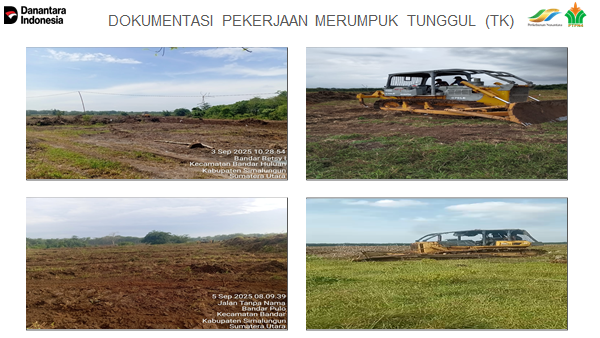 Danantara
Indonesia
DOKUMENTASI PEKERJAAN MERUMPUK TUNGGUL (TK)
3 Sep 2025 10.28.54
Bandar Betsy I
Kecamatan Bandar Huluan
Kabupaten Simalungun
Sumatera Utara
5 Sep 2025 08.09.39
Jalan Tanpa Nama
Bandar Pulo
Kecamatan Bandar
Kabupaten Simalungun
Sumatera Utara